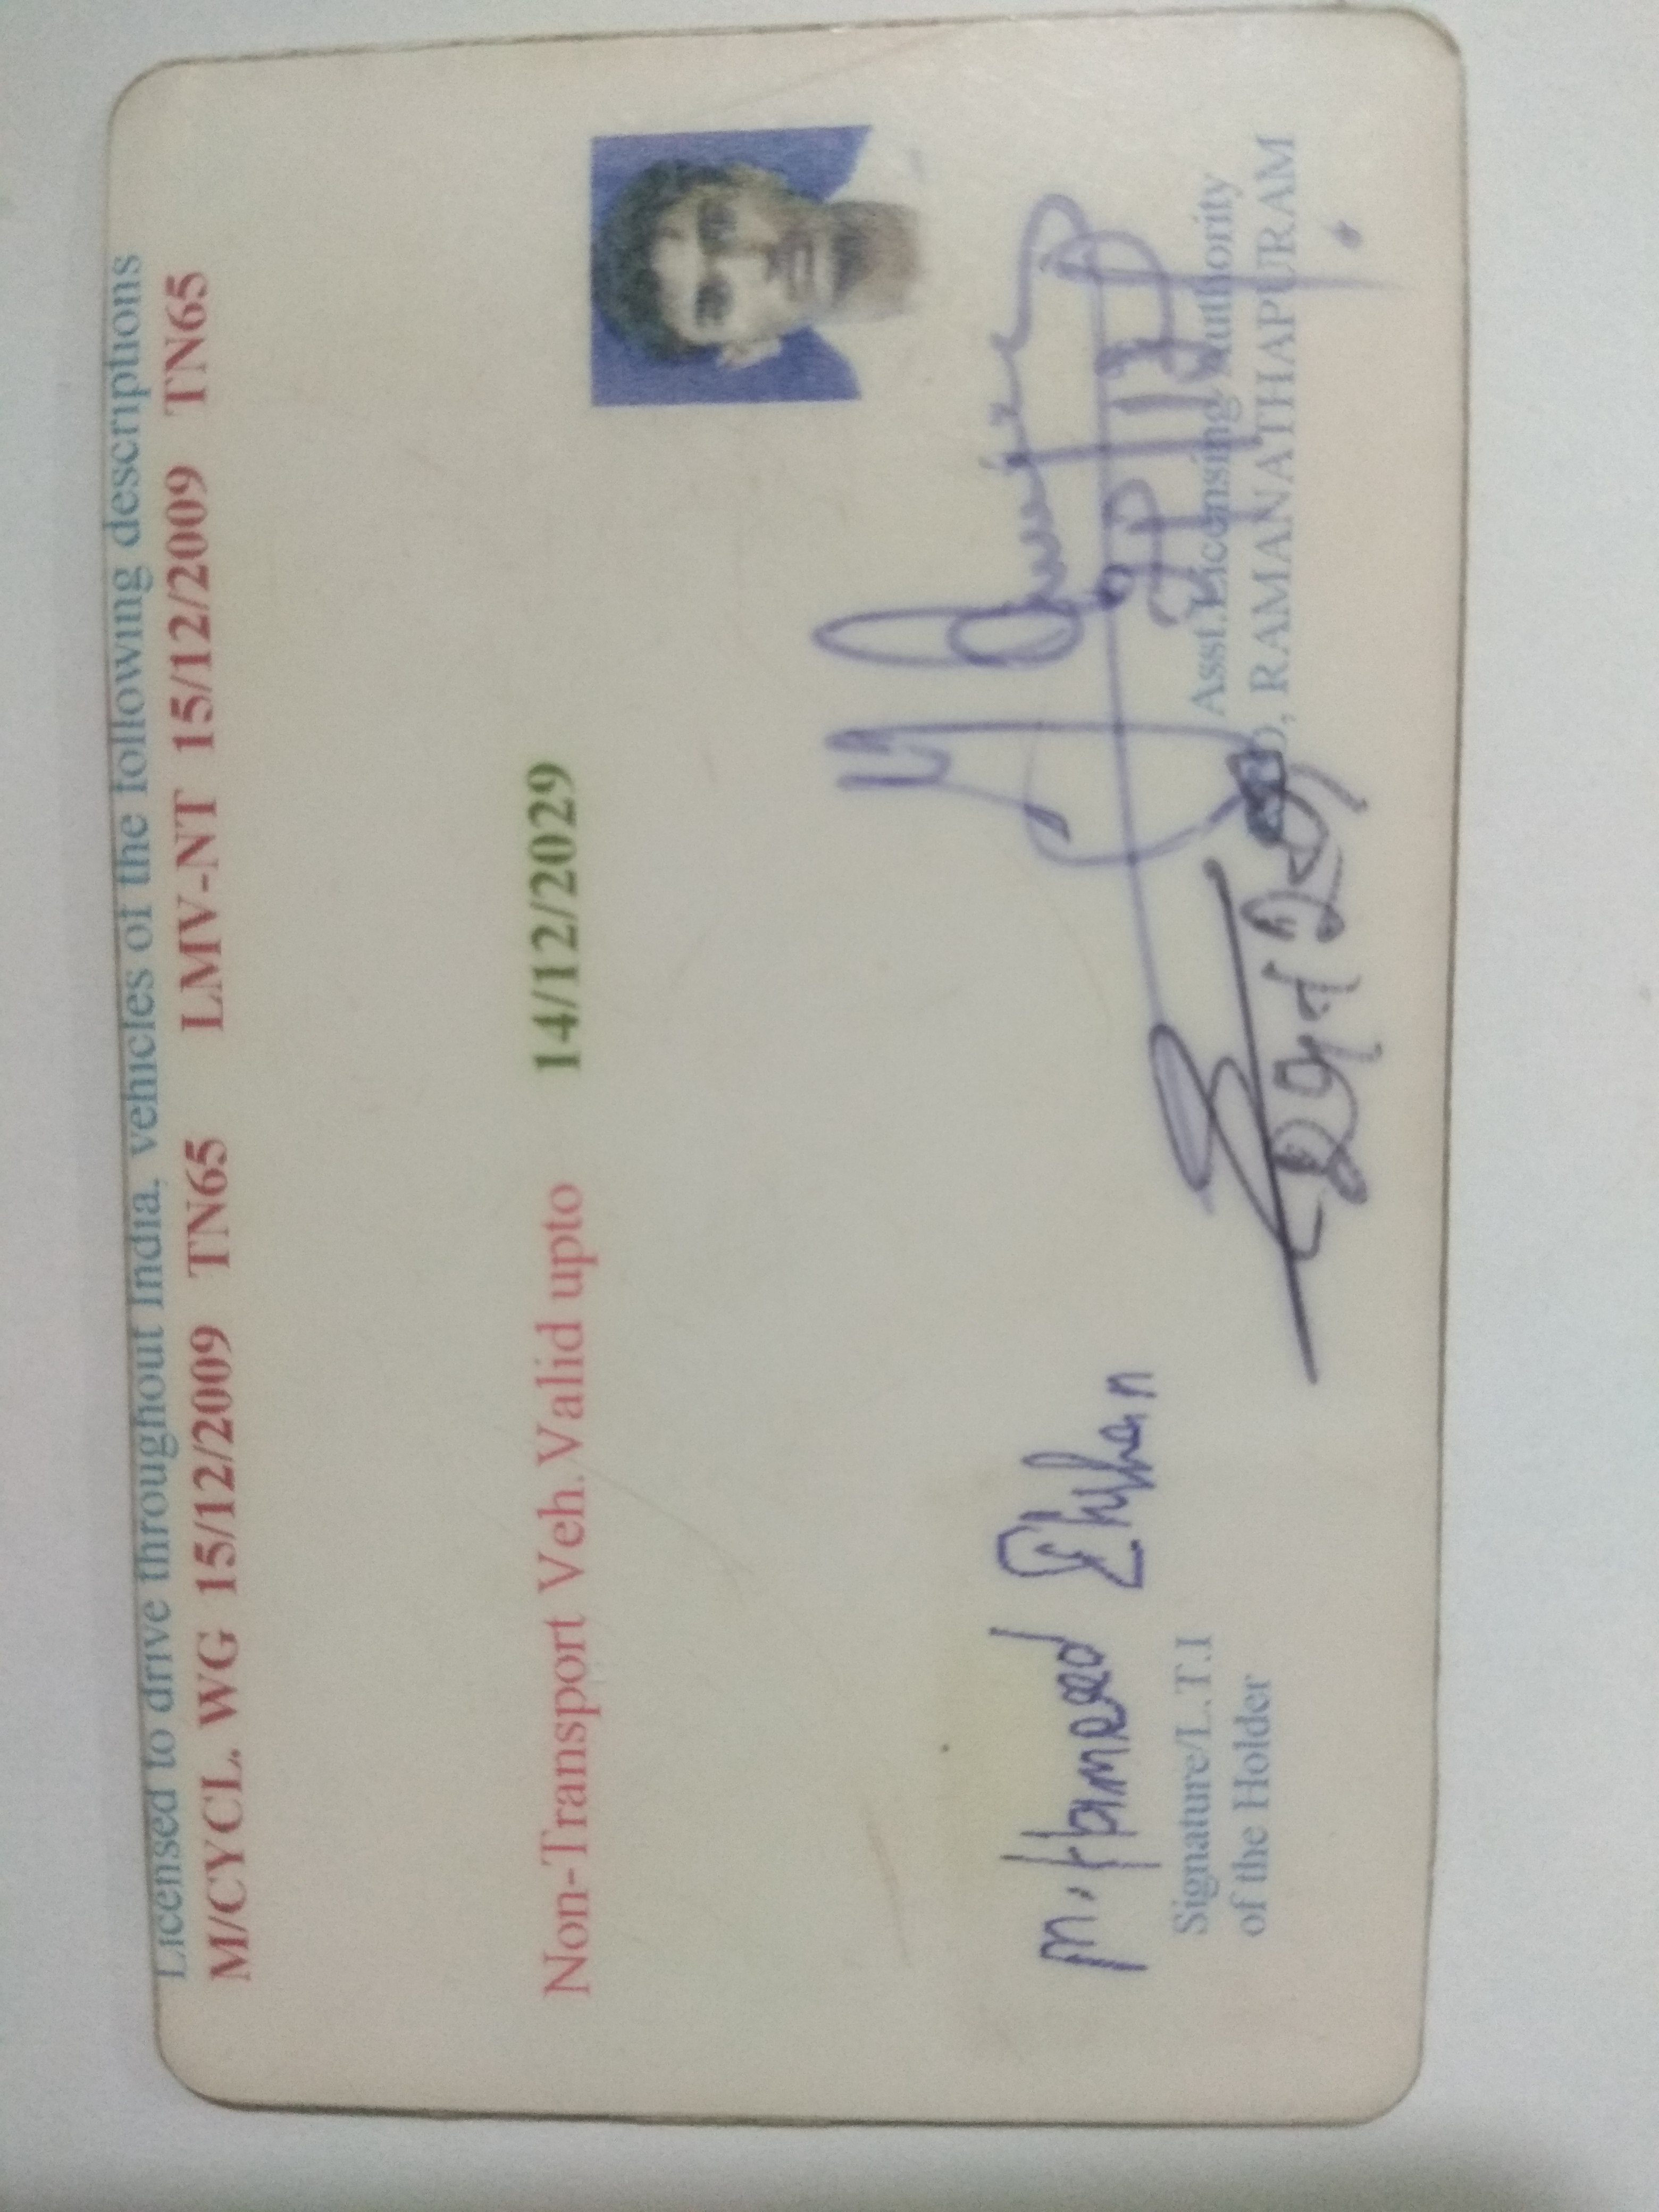 Licensed to drive throughout India, vehicles of the following descriptions
M/CYCL. WG 15/12/2009 TN65 LMV-NT 15/12/2009 TN65
Non-Transport Veh. Valid upto 14/12/2029
M. Hameed
Signature/L.T.I
of the Holder
Asst.Licensing Authority
RAMANATHAPURAM